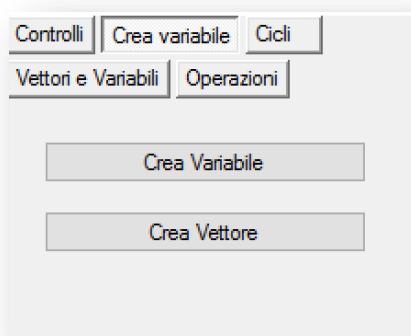 Controlli Crea variabile Cicli
Vettori e Variabili Operazioni
Crea Variabile
Crea Vettore